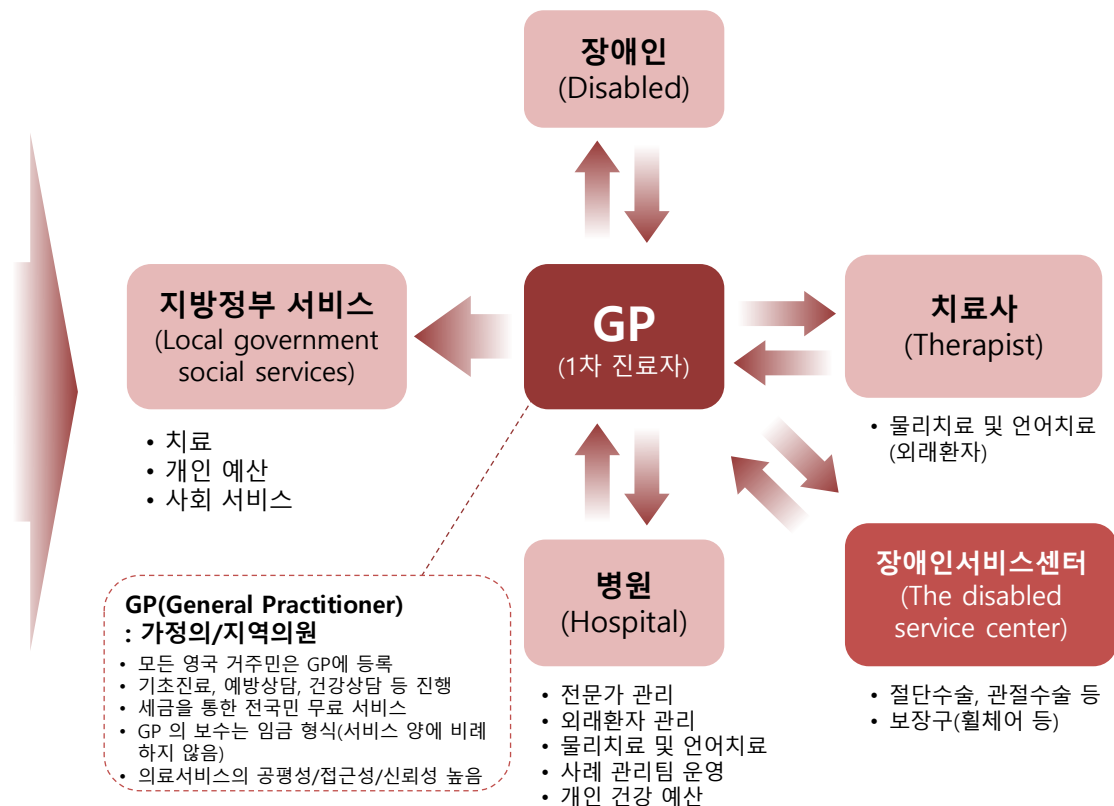 장애인
(Disabled)
지방정부 서비스
(Local government
social services)
• 치료
• 개인 예산
• 사회 서비스
GP
(1차 진료자)
치료사
(Therapist)
• 물리치료 및 언어치료
(외래환자)
GP(General Practitioner)
: 가정의/지역의원
• 모든 영국 거주민은 GP에 등록
• 기초진료, 예방상담, 건강상담 등 진행
• 세금을 통한 전국민 무료 서비스
• GP 의 보수는 임금 형식(서비스 양에 비례
하지 않음)
• 의료서비스의 공평성/접근성/신뢰성 높음
병원
(Hospital)
• 전문가 관리
• 외래환자 관리
• 물리치료 및 언어치료
• 사례 관리팀 운영
• 개인 건강 예산
장애인서비스센터
(The disabled
service center)
• 절단수술, 관절수술 등
• 보장구(휠체어 등)